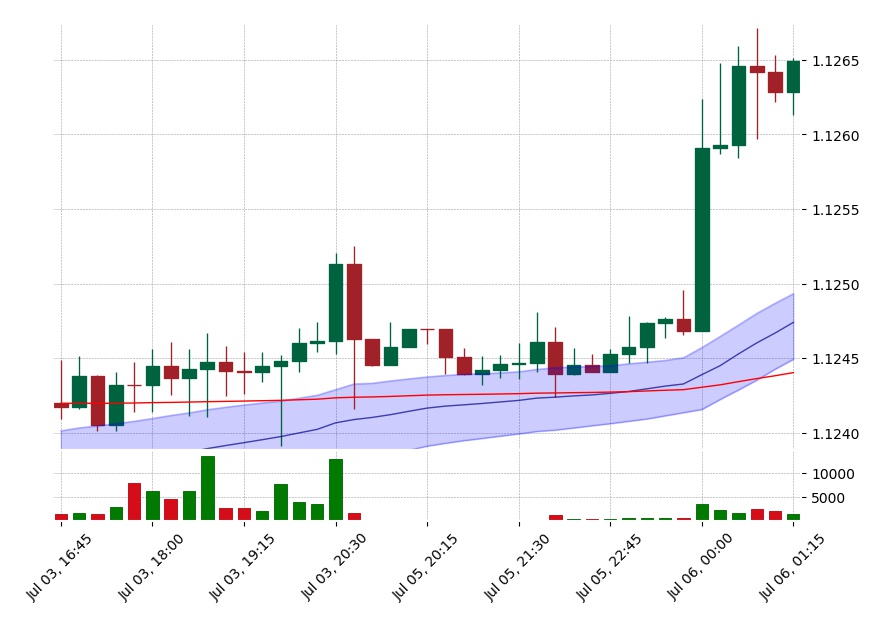 1.1265
1.1260
1.1255
1.1250
1.1245
1.1240
10000
5000
Jul 03, 16:45
Jul 03, 18:00
Jul 03, 19:15
Jul 03, 20:30
Jul 05, 20:15
Jul 05, 21:30
Jul 05, 22:45
Jul 06, 00:00
Jul 06, 01:15